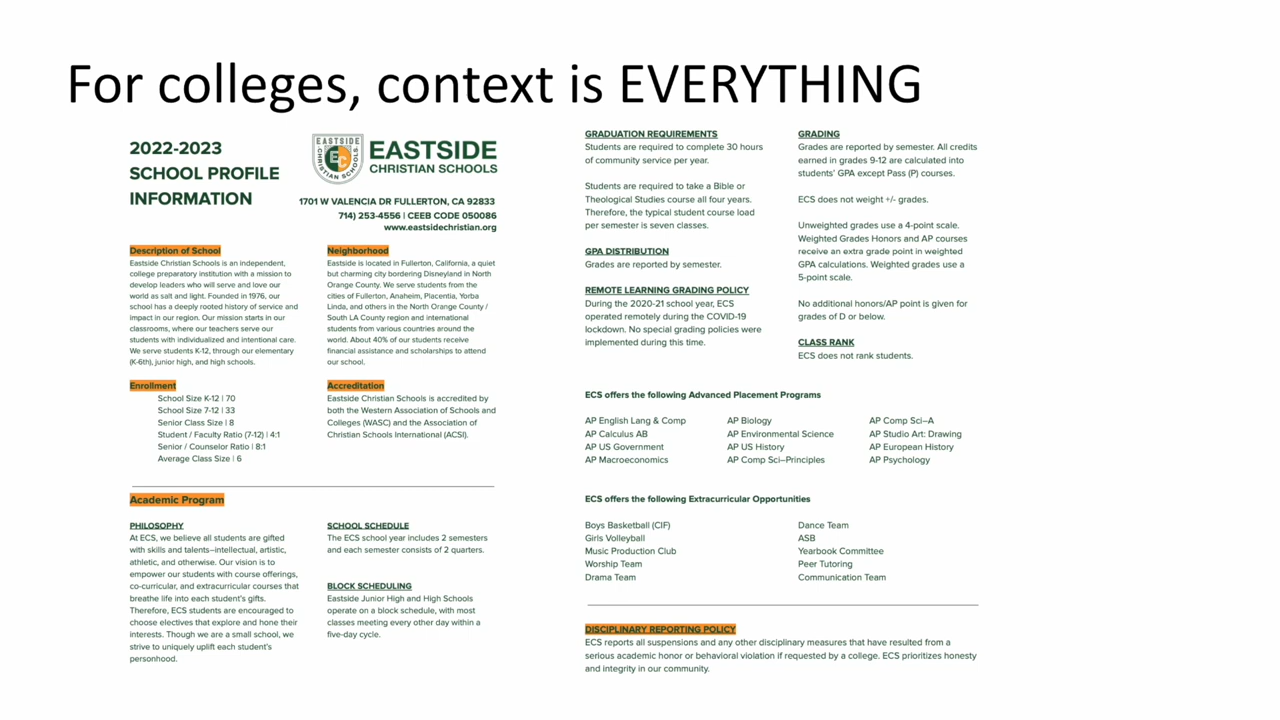 For colleges, context is EVERYTHING
2022-2023
SCHOOL PROFILE
INFORMATION
EASTSIDE
CHRISTIAN SCHOOLS
EC
EASTSIDE
CHRISTIAN SCHOOLS
1701 W VALENCIA DR FULLERTON, CA 92833
714) 253-4556 | CEEB CODE 050086
www.eastsidechristian.org
Description of School
Eastside Christian Schools is an independent,
college preparatory institution with a mission to
develop leaders who will serve and love our
world as salt and light. Founded in 1976, our
school has a deeply rooted history of service and
impact in our region. Our mission starts in our
classrooms, where our teachers serve our
students with individualized and intentional care.
We serve students K-12, through our elementary
(K-6th), junior high, and high schools.
Neighborhood
Eastside is located in Fullerton, California, a quiet
but charming city bordering Disneyland in North
Orange County. We serve students from the
cities of Fullerton, Anaheim, Placentia, Yorba
Linda, and others in the North Orange County /
South LA County region and international
students from various countries around the
world. About 40% of our students receive
financial assistance and scholarships to attend
our school.
Enrollment
School Size K-12 | 70
School Size 7-12 | 33
Senior Class Size | 8
Student / Faculty Ratio (7-12) | 4:1
Senior / Counselor Ratio | 8:1
Average Class Size | 6
Accreditation
Eastside Christian Schools is accredited by
both the Western Association of Schools and
Colleges (WASC) and the Association of
Christian Schools International (ACSI).
Academic Program
PHILOSOPHY
At ECS, we believe all students are gifted
with skills and talents–intellectual, artistic,
athletic, and otherwise. Our vision is to
empower our students with course offerings,
co-curricular, and extracurricular courses that
breathe life into each student's gifts.
Therefore, ECS students are encouraged to
choose electives that explore and hone their
interests. Though we are a small school, we
strive to uniquely uplift each student's
personhood.
SCHOOL SCHEDULE
The ECS school year includes 2 semesters
and each semester consists of 2 quarters.
BLOCK SCHEDULING
Eastside Junior High and High Schools
operate on a block schedule, with most
classes meeting every other day within a
five-day cycle.
GRADUATION REQUIREMENTS
Students are required to complete 30 hours
of community service per year.
Students are required to take a Bible or
Theological Studies course all four years.
Therefore, the typical student course load
per semester is seven classes.
GPA DISTRIBUTION
Grades are reported by semester.
REMOTE LEARNING GRADING POLICY
During the 2020-21 school year, ECS
operated remotely during the COVID-19
lockdown. No special grading policies were
implemented during this time.
GRADING
Grades are reported by semester. All credits
earned in grades 9-12 are calculated into
students' GPA except Pass (P) courses.
ECS does not weight +/- grades.
Unweighted grades use a 4-point scale.
Weighted Grades Honors and AP courses
receive an extra grade point in weighted
GPA calculations. Weighted grades use a
5-point scale.
No additional honors/AP point is given for
grades of D or below.
CLASS RANK
ECS does not rank students.
ECS offers the following Advanced Placement Programs
AP English Lang & Comp
AP Calculus AB
AP US Government
AP Macroeconomics
AP Biology
AP Environmental Science
AP US History
AP Comp Sci–Principles
AP Comp Sci–A
AP Studio Art: Drawing
AP European History
AP Psychology
ECS offers the following Extracurricular Opportunities
Boys Basketball (CIF)
Girls Volleyball
Music Production Club
Worship Team
Drama Team
Dance Team
ASB
Yearbook Committee
Peer Tutoring
Communication Team
DISCIPLINARY REPORTING POLICY
ECS reports all suspensions and any other disciplinary measures that have resulted from a
serious academic honor or behavioral violation if requested by a college. ECS prioritizes honesty
and integrity in our community.